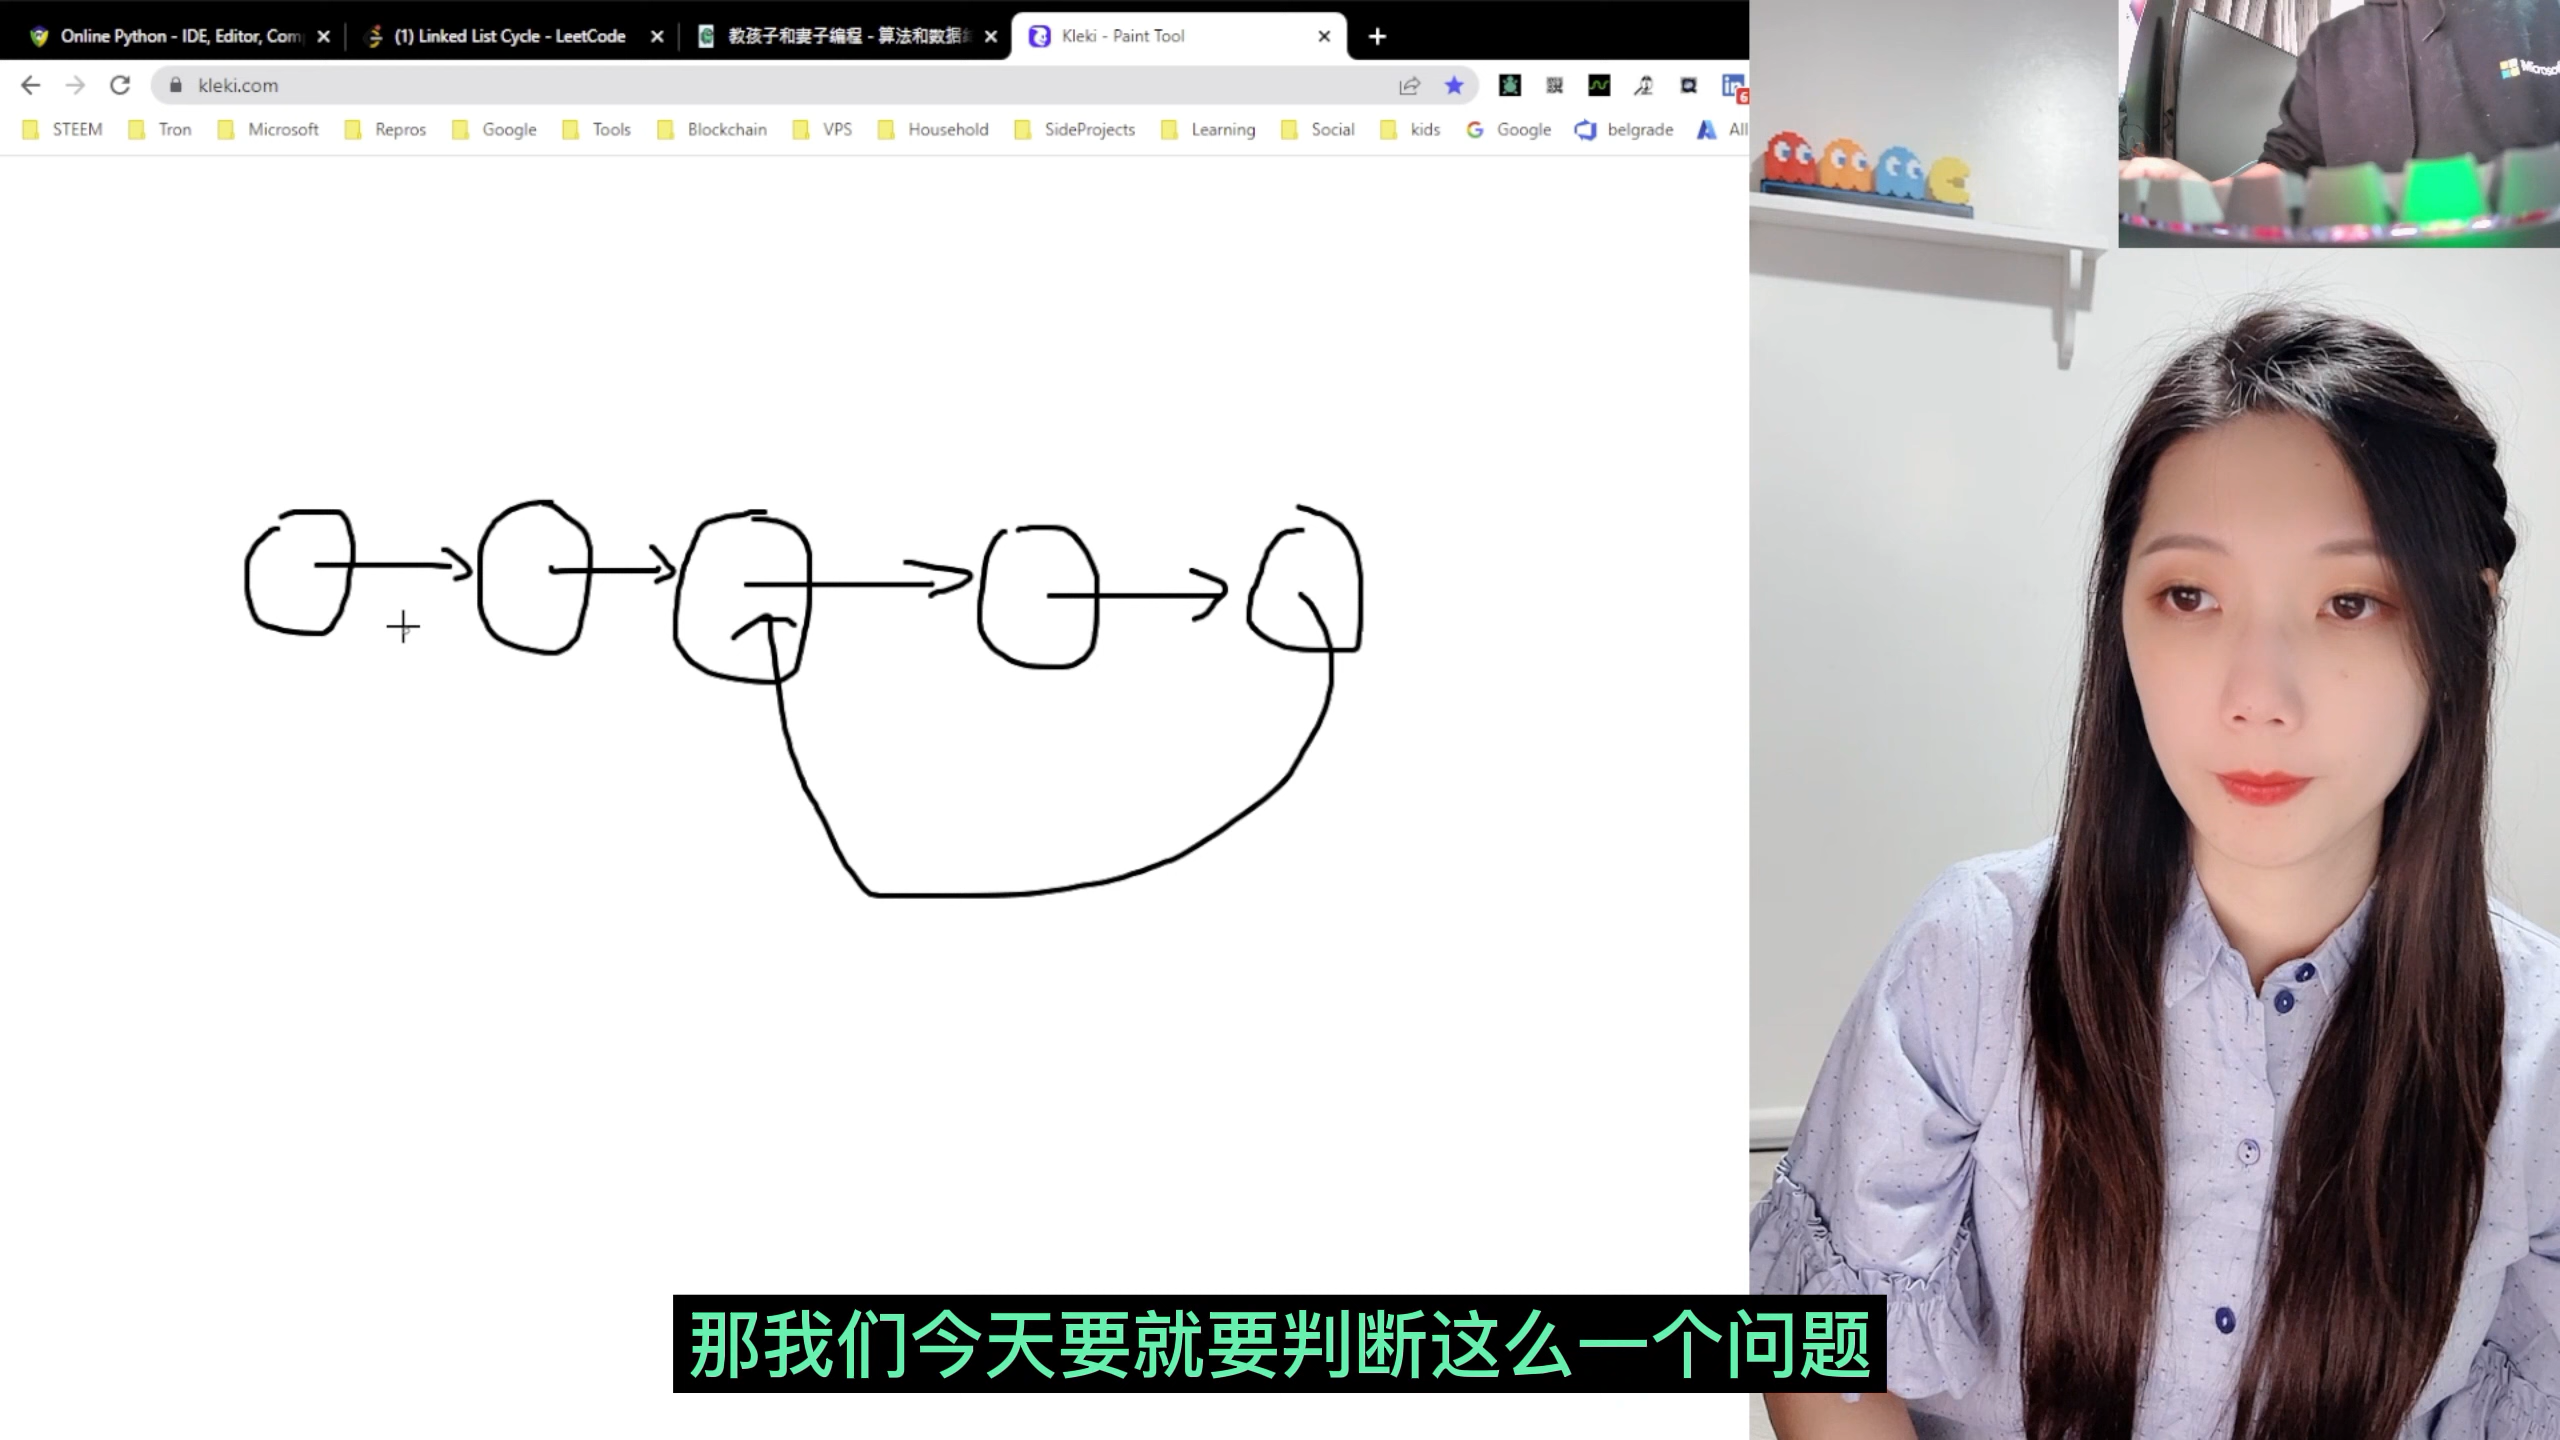 Online Python - IDE, Editor, Com
(1) Linked List Cycle - LeetCode
教孩子和妻子编程 - 算法和数据
Kleki - Paint Tool
kleki.com
6
STEEM
Tron
Microsoft
Repros
Google
Tools
Blockchain
VPS
Household
SideProjects
Learning
Social
kids
Google
belgrade
All
Microsof
那我们今天要就要判断这么一个问题